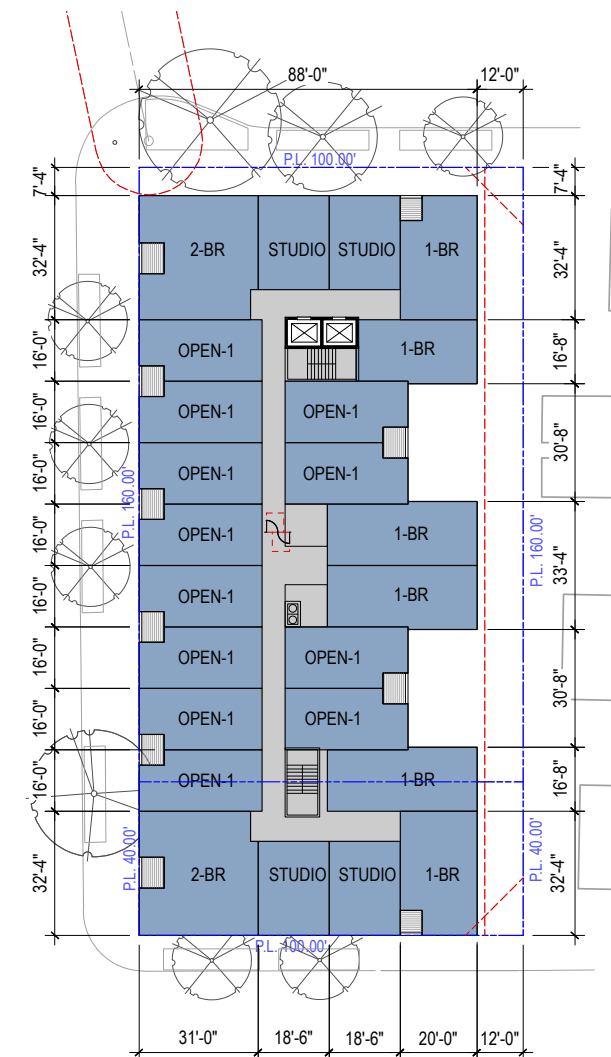 88'-0" 12'-0"
P.L. 100.00'
7'-4" 7'-4"
32'-4" 2-BR STUDIO STUDIO 1-BR 32'-4"
16'-0" OPEN-1 1-BR 16'-8"
16'-0" OPEN-1 OPEN-1 30'-8"
16'-0" OPEN-1 OPEN-1
P.L. 160.00' P.L. 160.00'
16'-0" OPEN-1 1-BR 33'-4"
16'-0" OPEN-1 1-BR
16'-0" OPEN-1 OPEN-1 30'-8"
16'-0" OPEN-1 OPEN-1
16'-0" OPEN-1 1-BR 16'-8"
P.L. 40.00' P.L. 40.00'
32'-4" 2-BR STUDIO STUDIO 1-BR 32'-4"
P.L. 100.00'
31'-0" 18'-6" 18'-6" 20'-0" 12'-0"